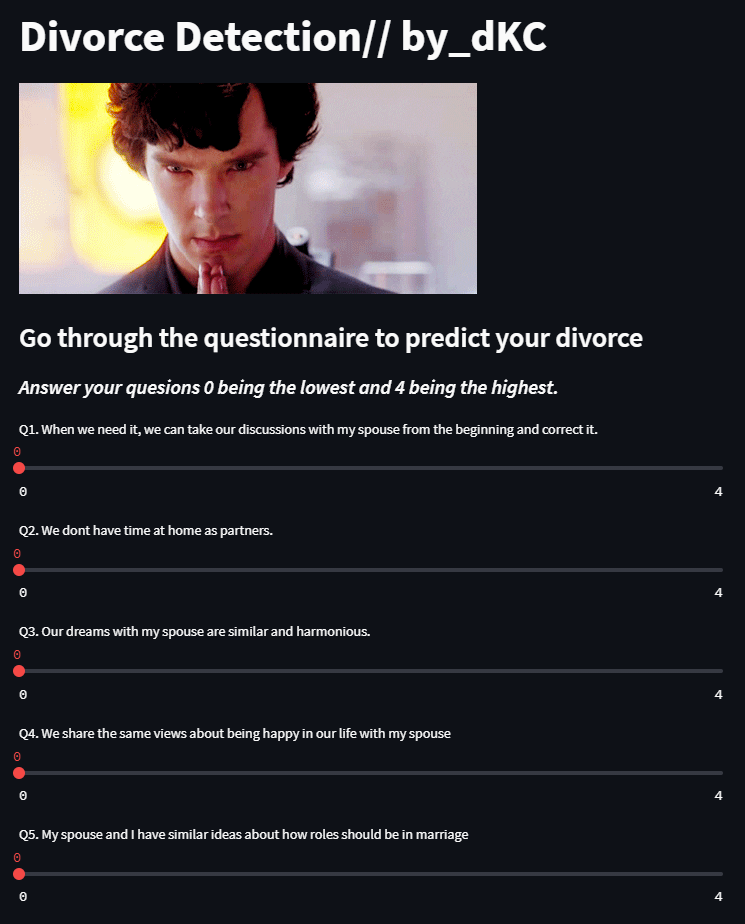 Divorce Detection// by_dKC
Go through the questionnaire to predict your divorce
Answer your quesions 0 being the lowest and 4 being the highest.
Q1. When we need it, we can take our discussions with my spouse from the beginning and correct it.
0
0 4
Q2. We dont have time at home as partners.
0
0 4
Q3. Our dreams with my spouse are similar and harmonious.
0
0 4
Q4. We share the same views about being happy in our life with my spouse
0
0 4
Q5. My spouse and I have similar ideas about how roles should be in marriage
0
0 4